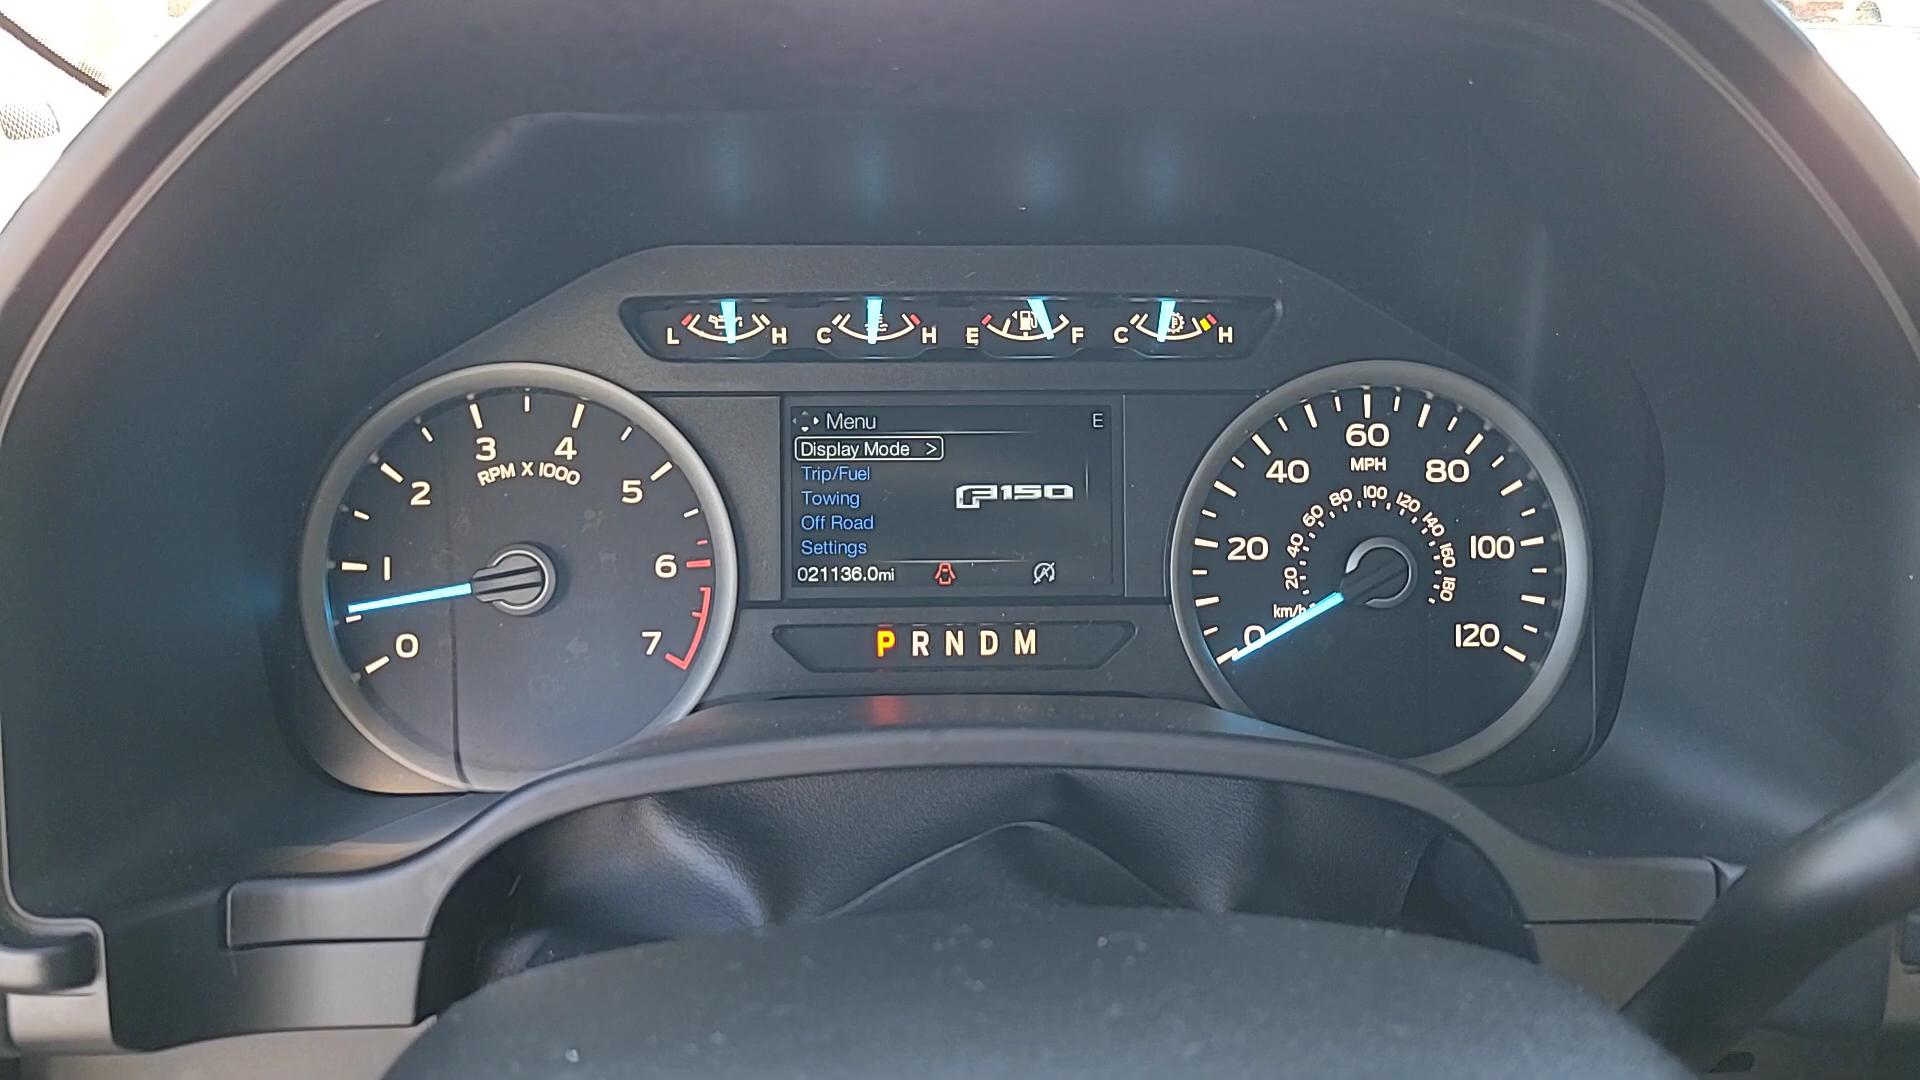 L H C H E F C H
0 1 2 3 4 5 6 7
RPM X 1000
Menu E
Display Mode >
Trip/Fuel
Towing
Off Road
Settings
F150
021136.0mi
P R N D M
0 20 40 60 80 100 120
MPH
20 40 60 80 100 120 140 160 180
km/h